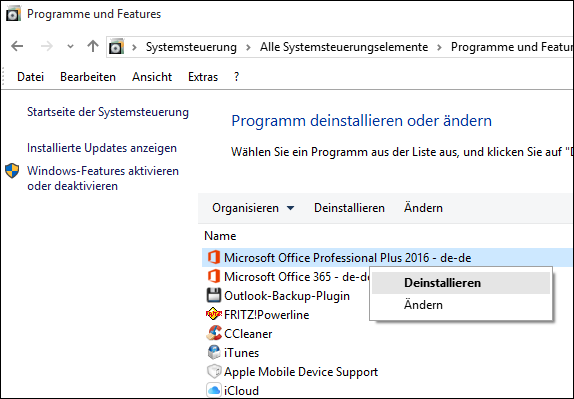 Programme und Features
Systemsteuerung > Alle Systemsteuerungselemente > Programme und Featur
Datei Bearbeiten Ansicht Extras ?
Startseite der Systemsteuerung
Installierte Updates anzeigen
Windows-Features aktivieren
oder deaktivieren
Programm deinstallieren oder ändern
Wählen Sie ein Programm aus der Liste aus, und klicken Sie auf "D
Organisieren Deinstallieren Ändern
Name
Microsoft Office Professional Plus 2016 - de-de
Microsoft Office 365 - de-de
Deinstallieren
Ändern
Outlook-Backup-Plugin
FRITZ!Powerline
CCleaner
iTunes
Apple Mobile Device Support
iCloud